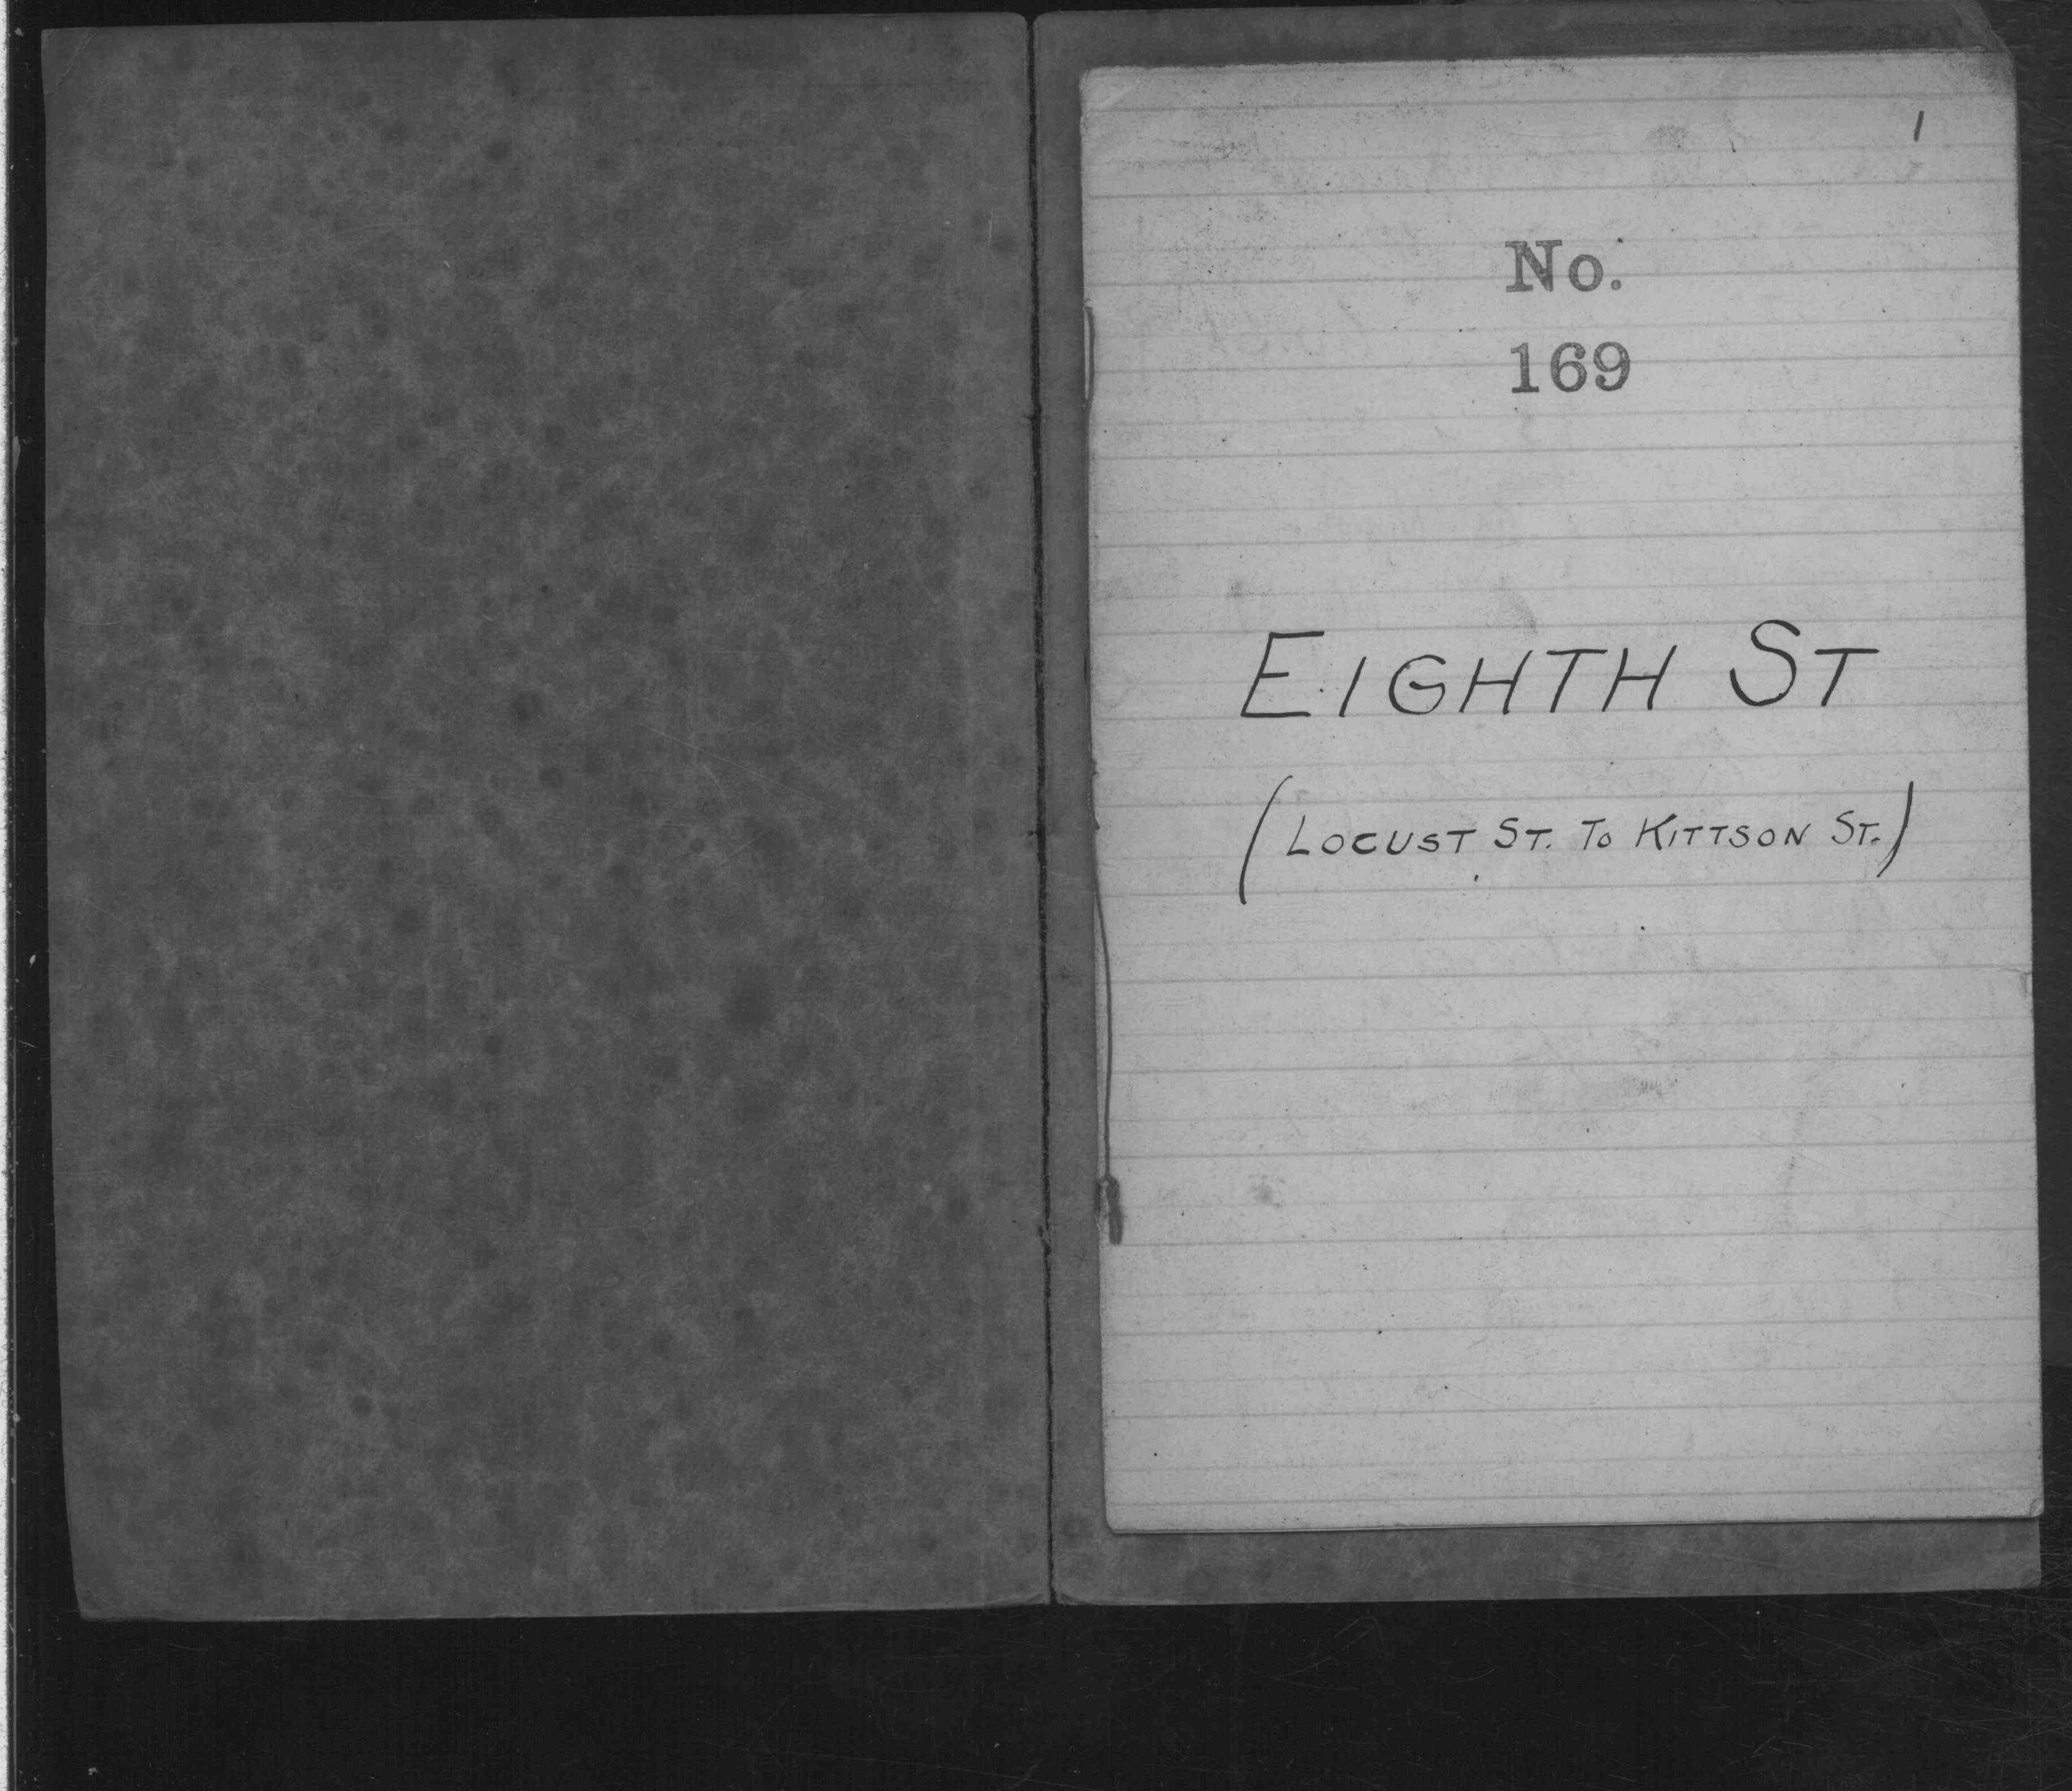 1
No.
169
EIGHTH ST
(LOCUST ST. TO KITTSON ST.)